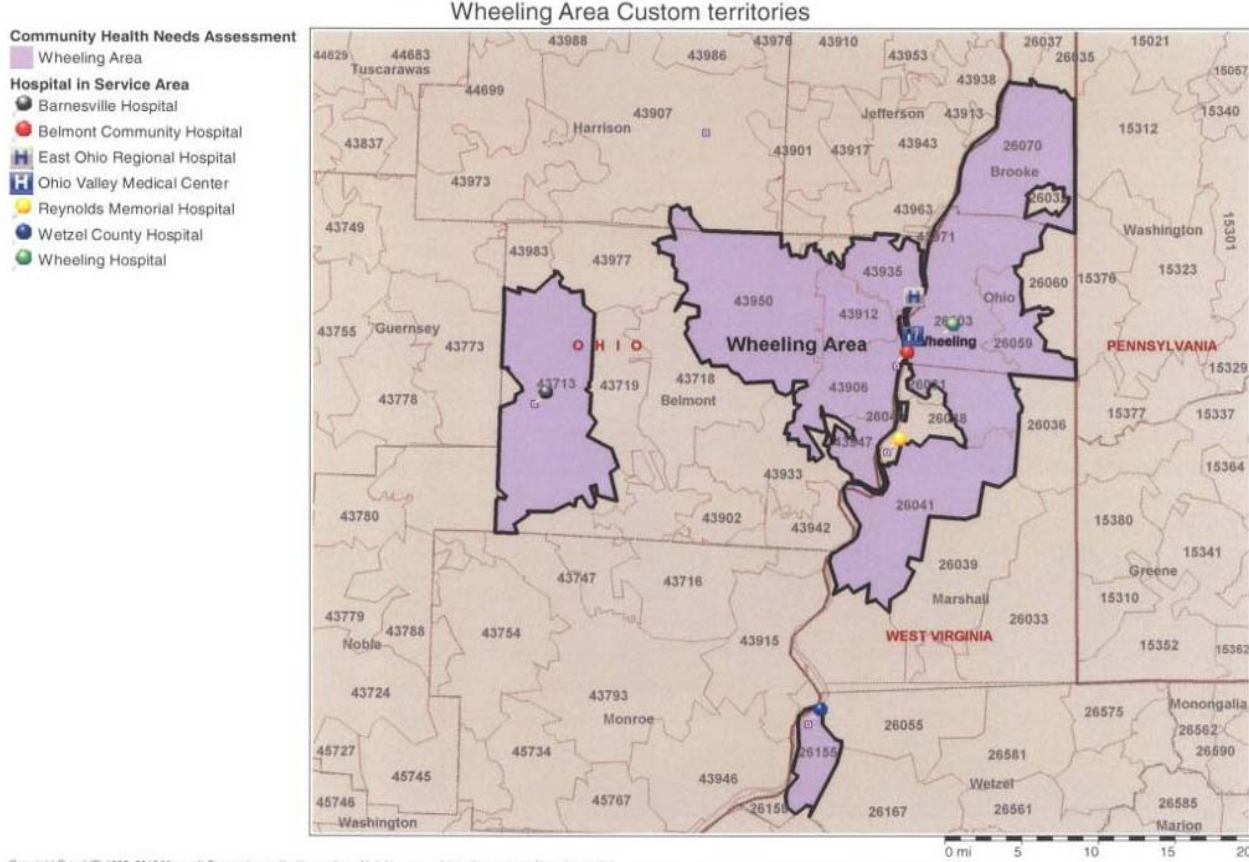 Wheeling Area Custom territories
Community Health Needs Assessment
Wheeling Area
Hospital in Service Area
Barnesville Hospital
Belmont Community Hospital
East Ohio Regional Hospital
Ohio Valley Medical Center
Reynolds Memorial Hospital
Wetzel County Hospital
Wheeling Hospital
43988
43976
43910
26037
15021
44629
44683
43986
43953
26035
Tuscarawas
43938
15057
44699
43907
Jefferson
43913
15340
Harrison
15312
43837
43901
43917
43943
26070
Brooke
43973
43963
43749
Washington
15301
43983
43977
43935
15376
15323
26060
43950
Ohio
43912
43755
Guernsey
43773
OHIO
Wheeling Area
Wheeling
26059
PENNSYLVANIA
15329
43713
43719
43718
43906
43778
Belmont
15377
15337
26036
43947
43933
15364
26041
43780
43902
43942
15380
15341
26039
43747
43716
Greene
15310
Marshall
43779
43788
43754
26033
Noble
43915
WEST VIRGINIA
15352
15362
43724
43793
Monongalia
Monroe
26055
26575
26562
45727
45734
26155
26581
26590
45745
43946
Wetzel
45746
45767
26159
26167
26561
26585
Washington
Marion
0 mi 5 10 15 20